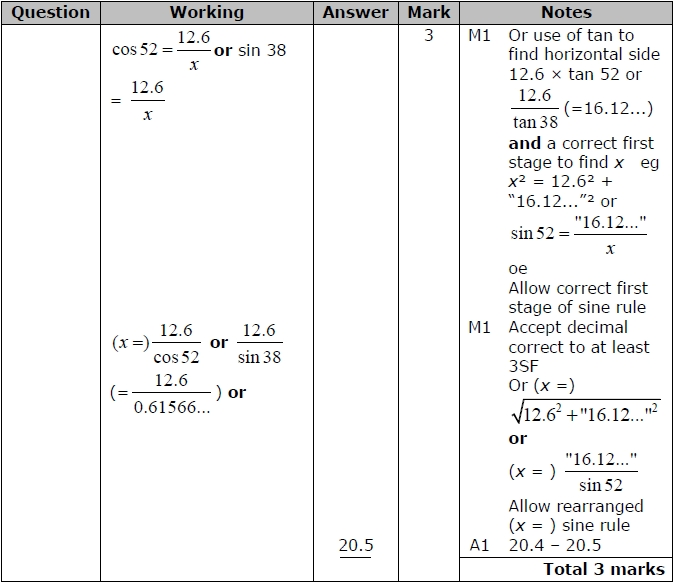 Question Working Answer Mark Notes
cos 52 = 12.6/x or sin 38 3 M1 Or use of tan to
= 12.6/x find horizontal side
12.6 × tan 52 or
12.6/tan 38 (=16.12...)
and a correct first
stage to find x eg
x² = 12.6² +
"16.12..."² or
sin 52 = "16.12..."/x
oe
Allow correct first
stage of sine rule
(x =) 12.6/cos 52 or 12.6/sin 38 M1 Accept decimal
correct to at least
3SF
(= 12.6/0.61566...) or Or (x =)
√(12.6² + "16.12..."²)
or
(x = ) "16.12..."/sin 52
Allow rearranged
(x = ) sine rule
20.5 A1 20.4 – 20.5
Total 3 marks